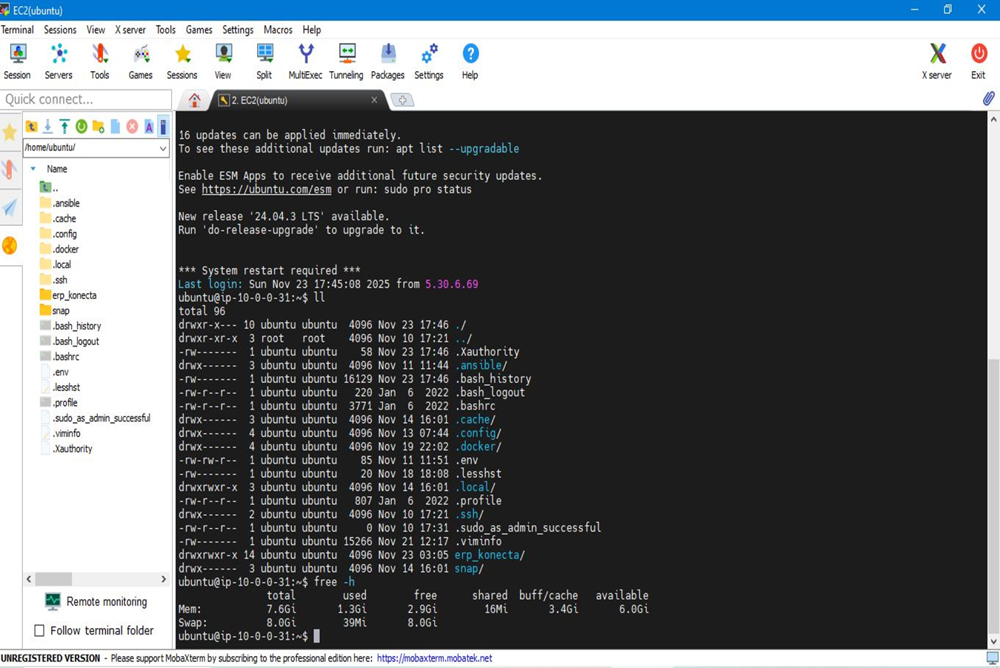 EC2(ubuntu)
Terminal Sessions View X server Tools Games Settings Macros Help
Session Servers Tools Games Sessions View Split MultiExec Tunneling Packages Settings Help X server Exit
Quick connect...
2. EC2(ubuntu)
/home/ubuntu/
Name
..
.ansible
.cache
.config
.docker
.local
.ssh
erp_konecta
snap
.bash_history
.bash_logout
.bashrc
.env
.lesshst
.profile
.sudo_as_admin_successful
.viminfo
.Xauthority
Remote monitoring
Follow terminal folder
16 updates can be applied immediately.
To see these additional updates run: apt list --upgradable
Enable ESM Apps to receive additional future security updates.
See https://ubuntu.com/esm or run: sudo pro status
New release '24.04.3 LTS' available.
Run 'do-release-upgrade' to upgrade to it.
*** System restart required ***
Last login: Sun Nov 23 17:45:08 2025 from 5.30.6.69
ubuntu@ip-10-0-0-31:~$ ll
total 96
drwxr-x--- 10 ubuntu ubuntu  4096 Nov 23 17:46 ./
drwxr-xr-x  3 root   root    4096 Nov 10 17:21 ../
-rw-------  1 ubuntu ubuntu    58 Nov 23 17:46 .Xauthority
drwx------  3 ubuntu ubuntu  4096 Nov 11 11:44 .ansible/
-rw-------  1 ubuntu ubuntu 16129 Nov 23 17:46 .bash_history
-rw-r--r--  1 ubuntu ubuntu   220 Jan  6  2022 .bash_logout
-rw-r--r--  1 ubuntu ubuntu  3771 Jan  6  2022 .bashrc
drwx------  3 ubuntu ubuntu  4096 Nov 14 16:01 .cache/
drwx------  4 ubuntu ubuntu  4096 Nov 13 07:44 .config/
drwx------  4 ubuntu ubuntu  4096 Nov 19 22:02 .docker/
-rw-rw-r--  1 ubuntu ubuntu    85 Nov 11 11:51 .env
-rw-------  1 ubuntu ubuntu    20 Nov 18 18:08 .lesshst
drwxrwxr-x  3 ubuntu ubuntu  4096 Nov 14 16:01 .local/
-rw-r--r--  1 ubuntu ubuntu   807 Jan  6  2022 .profile
drwx------  2 ubuntu ubuntu  4096 Nov 10 17:21 .ssh/
-rw-r--r--  1 ubuntu ubuntu     0 Nov 10 17:31 .sudo_as_admin_successful
-rw-------  1 ubuntu ubuntu 15266 Nov 21 12:17 .viminfo
drwxrwxr-x 14 ubuntu ubuntu  4096 Nov 23 03:05 erp_konecta/
drwx------  3 ubuntu ubuntu  4096 Nov 14 16:01 snap/
ubuntu@ip-10-0-0-31:~$ free -h
total used free shared buff/cache available
Mem: 7.6Gi 1.3Gi 2.9Gi 16Mi 3.4Gi 6.0Gi
Swap: 8.0Gi 39Mi 8.0Gi
ubuntu@ip-10-0-0-31:~$
UNREGISTERED VERSION - Please support MobaXterm by subscribing to the professional edition here: https://mobaxterm.mobatek.net